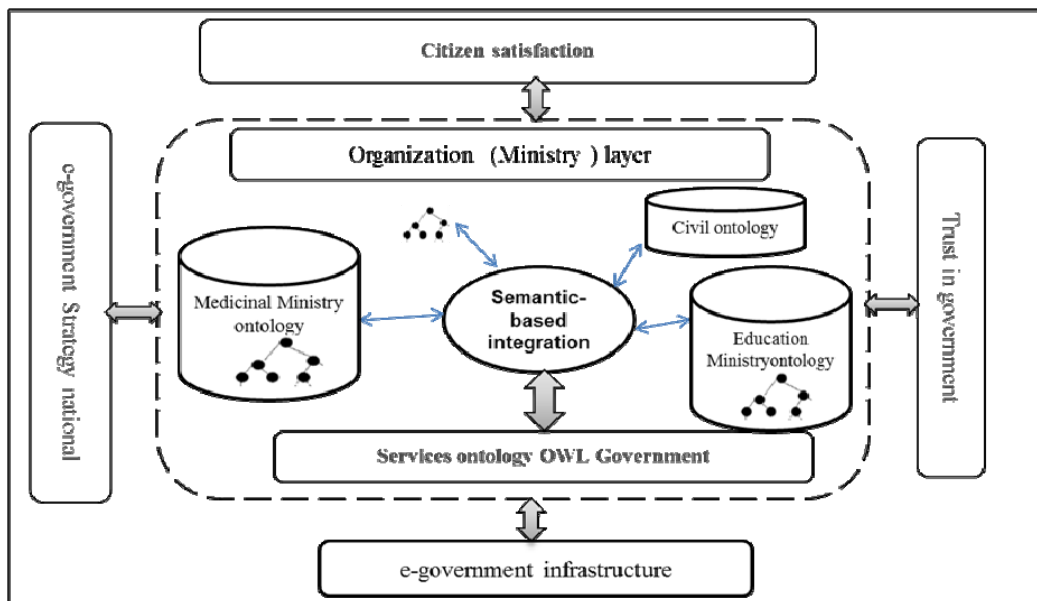 Citizen satisfaction
Organization (Ministry ) layer
e-government Strategy national
Civil ontology
Medicinal Ministry
ontology
Semantic-
based
integration
Education
Ministryontology
Trust in government
Services ontology OWL Government
e-government infrastructure